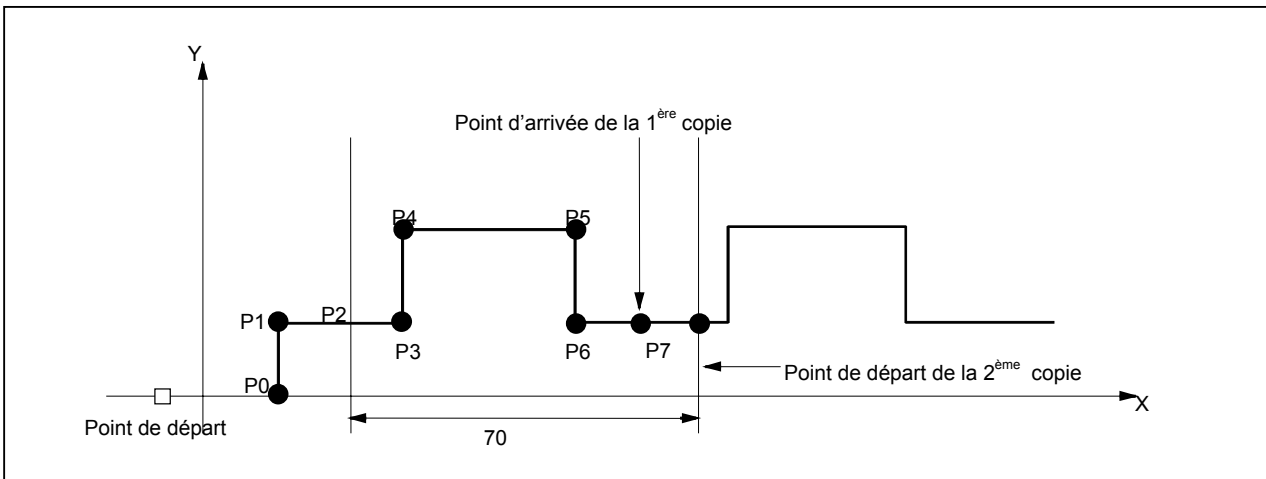 Y
Point d'arrivée de la 1ère copie
P4
P5
P1
P2
P3
P6
P7
P0
Point de départ de la 2ème copie
X
Point de départ
70